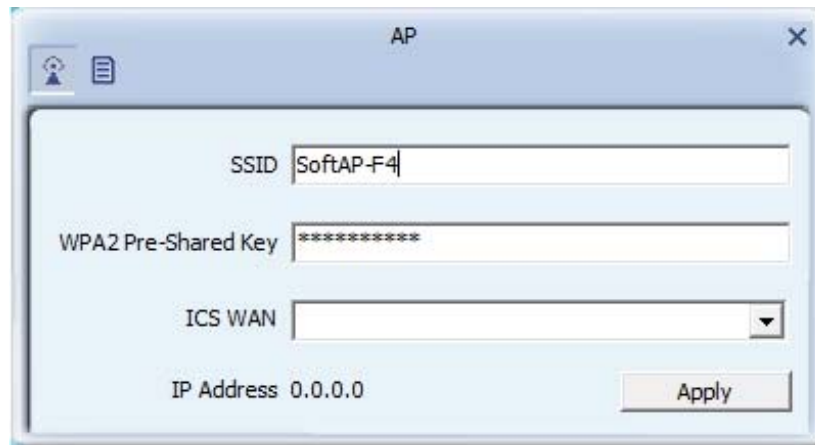 AP
SSID SoftAP-F4
WPA2 Pre-Shared Key **********
ICS WAN
IP Address 0.0.0.0 Apply